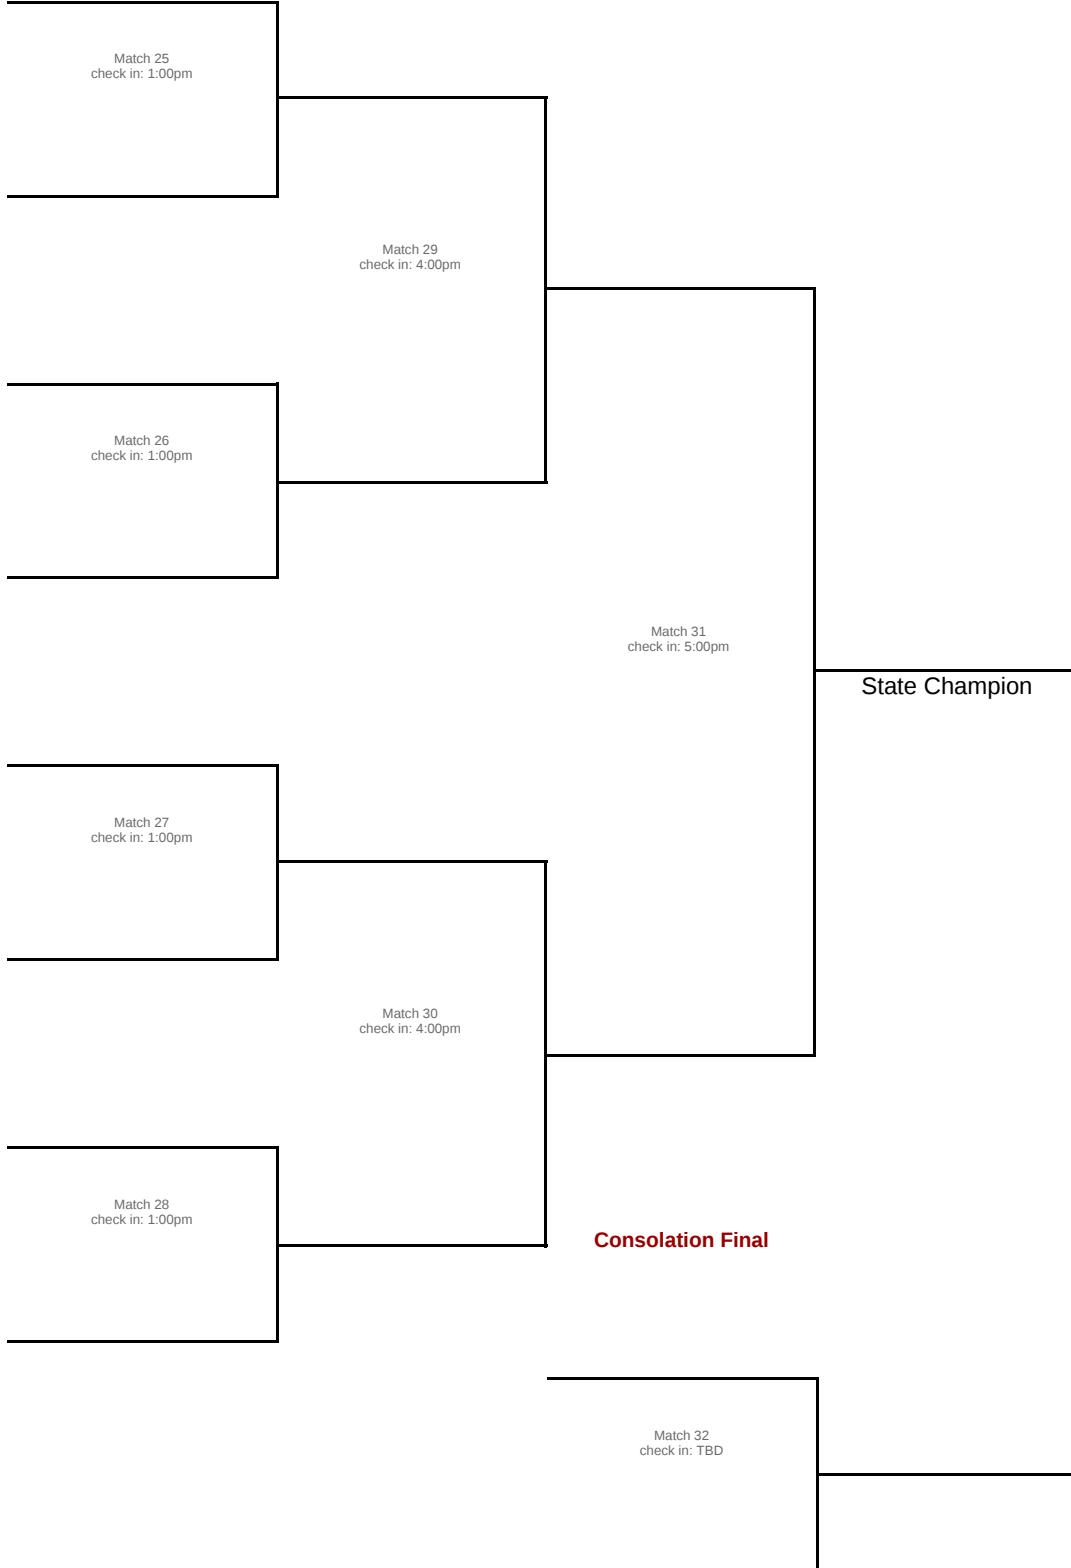 Match 25
check in: 1:00pm
Match 29
check in: 4:00pm
Match 26
check in: 1:00pm
Match 31
check in: 5:00pm
State Champion
Match 27
check in: 1:00pm
Match 30
check in: 4:00pm
Match 28
check in: 1:00pm
Consolation Final
Match 32
check in: TBD